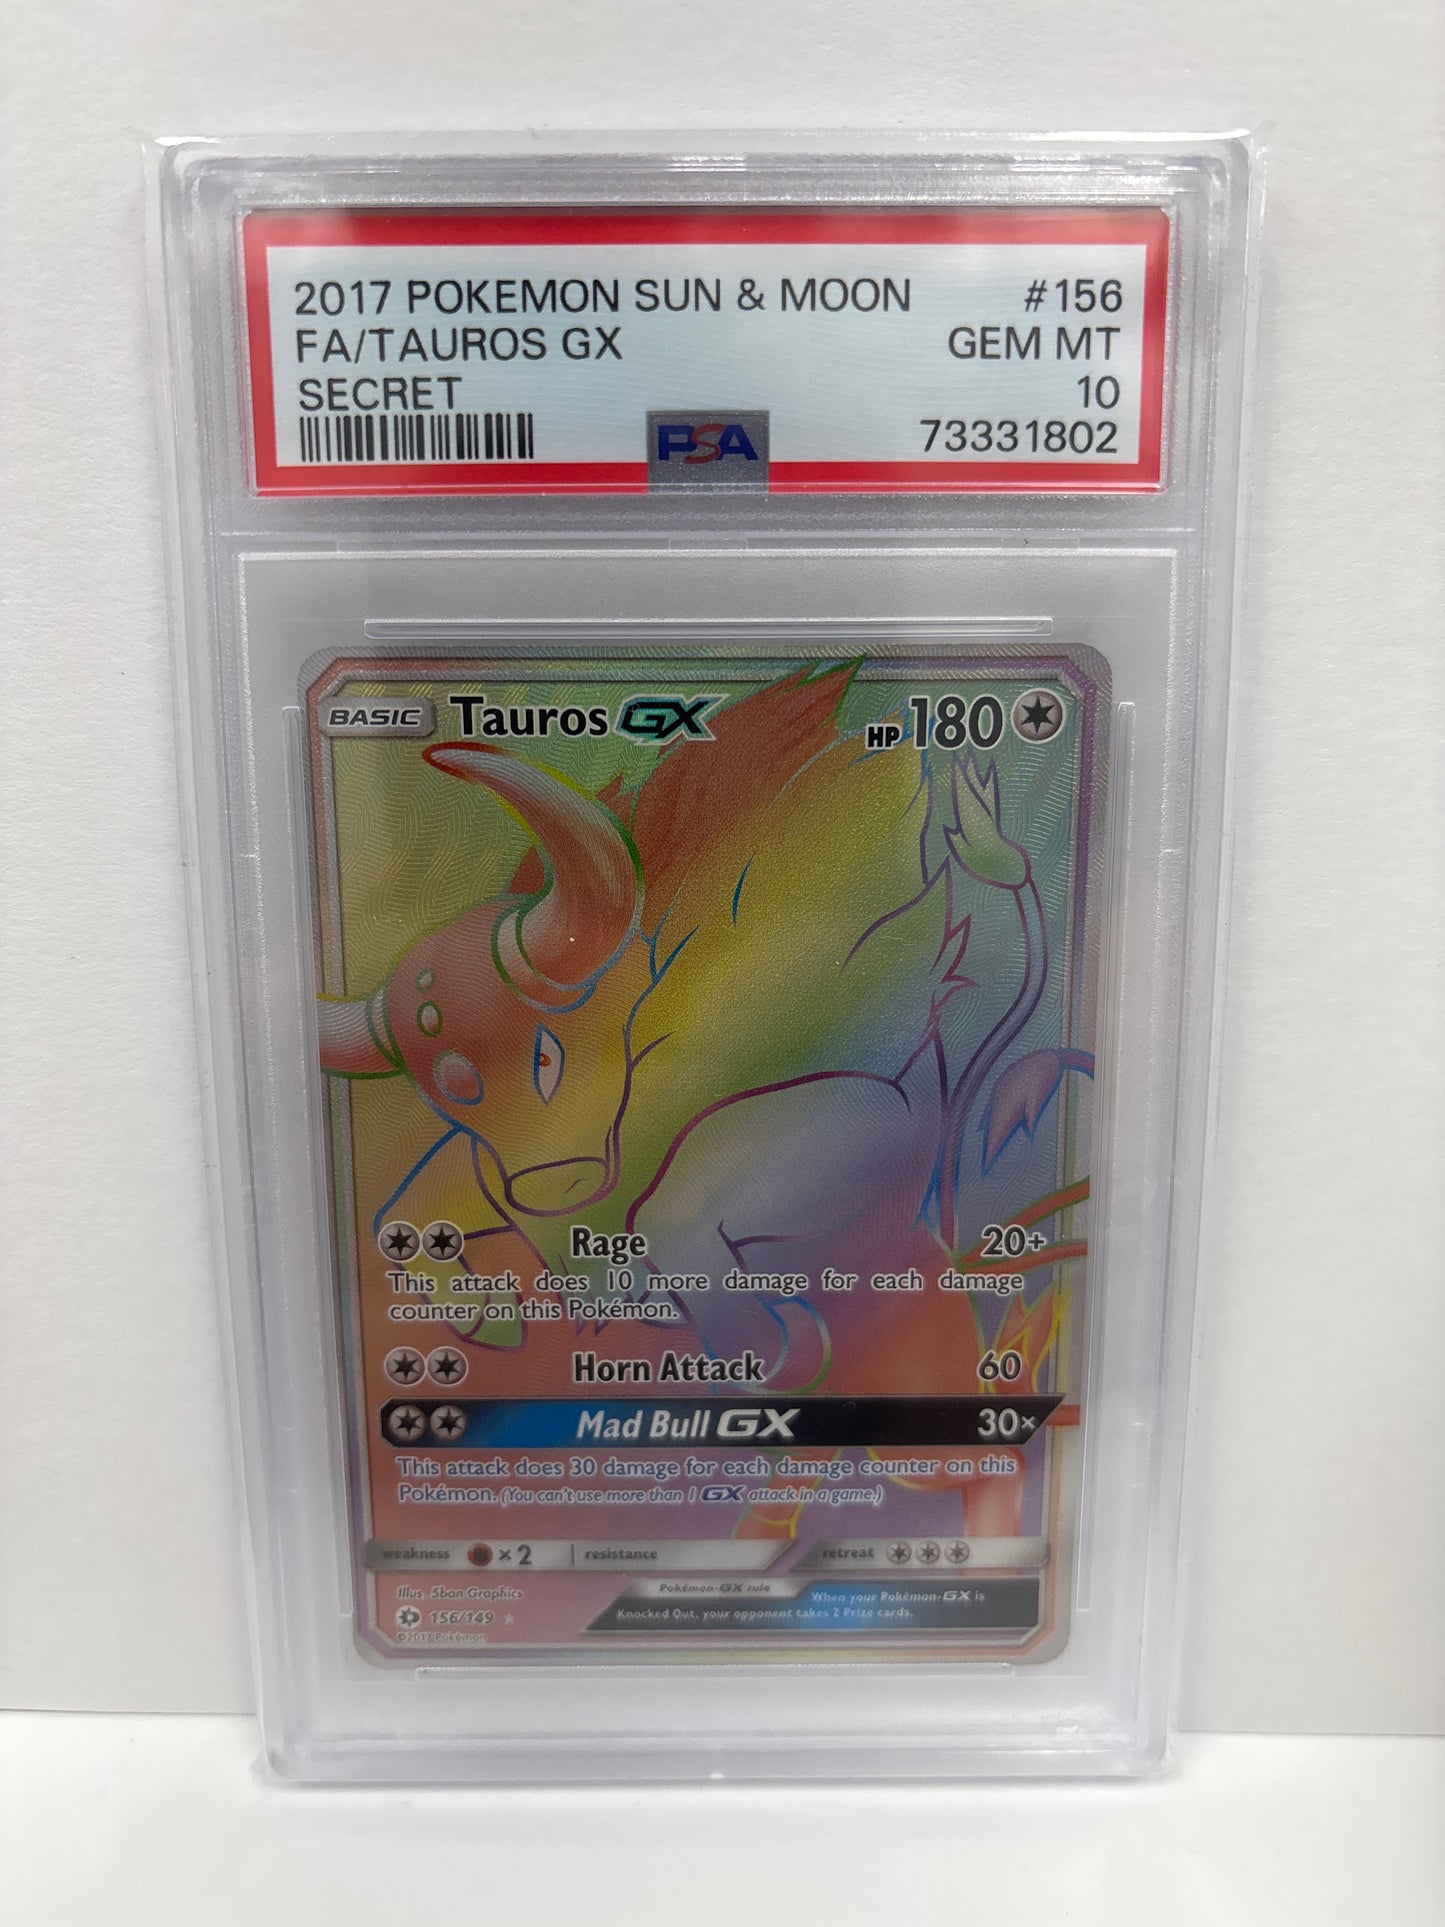 2017 POKEMON SUN & MOON #156
FA/TAUROS GX GEM MT
SECRET 10
PSA 73331802
BASIC Tauros GX HP 180
Rage 20+
This attack does 10 more damage for each damage
counter on this Pokémon.
Horn Attack 60
Mad Bull GX 30×
This attack does 30 damage for each damage counter on this
Pokémon. (You can't use more than 1 GX attack in a game.)
weakness ×2 resistance retreat
Illus. 5ban Graphics
Pokémon-GX rule When your Pokémon-GX is
156/149 Knocked Out, your opponent takes 2 Prize cards.
©2017 Pokémon